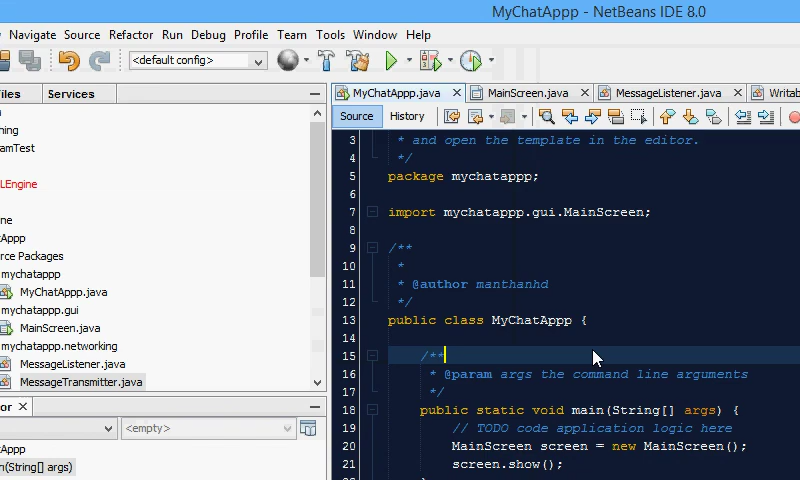 MyChatAppp - NetBeans IDE 8.0
Navigate Source Refactor Run Debug Profile Team Tools Window Help
<default config>
Files Services
MyChatAppp.java MainScreen.java MessageListener.java Writab
Source History
3 * and open the template in the editor.
4 */
5 package mychatappp;
6
7 import mychatappp.gui.MainScreen;
8
9 /**
10 *
11 * @author manthanhd
12 */
13 public class MyChatAppp {
14
15 /**
16 * @param args the command line arguments
17 */
18 public static void main(String[] args) {
19 // TODO code application logic here
20 MainScreen screen = new MainScreen();
21 screen.show();
ning
ramTest
LEngine
ne
tAppp
rce Packages
mychatappp
MyChatAppp.java
mychatappp.gui
MainScreen.java
mychatappp.networking
MessageListener.java
MessageTransmitter.java
or
<empty>
Appp
n(String[] args)